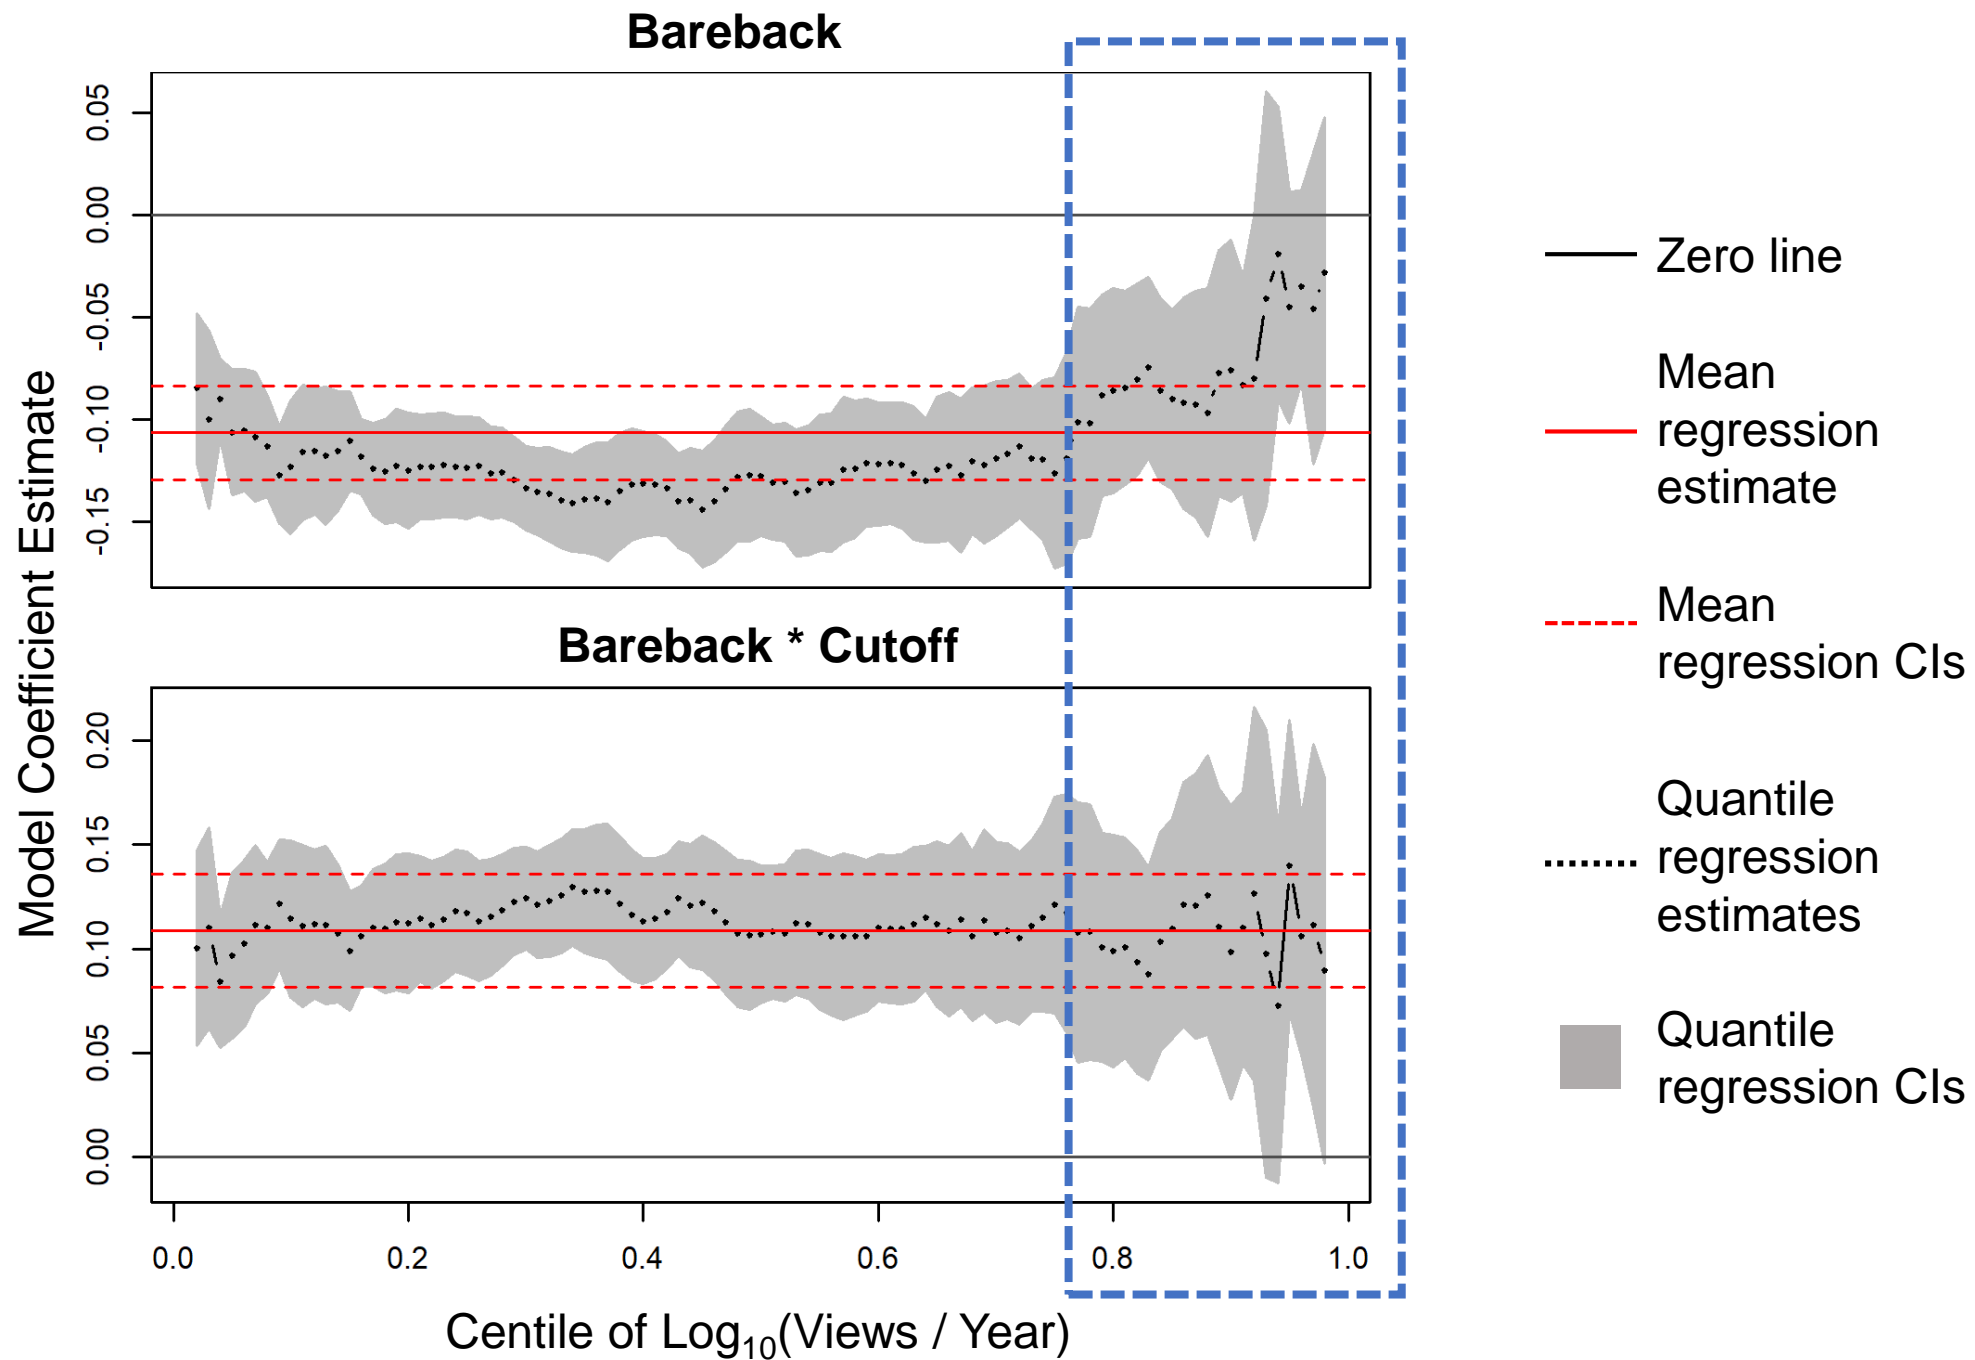 Bareback
0.05
0.00
-0.05
-0.10
-0.15
Bareback * Cutoff
0.20
0.15
0.10
0.05
0.00
Model Coefficient Estimate
0.0 0.2 0.4 0.6 0.8 1.0
Centile of Log₁₀(Views / Year)
Zero line
Mean
regression
estimate
Mean
regression CIs
Quantile
regression
estimates
Quantile
regression CIs